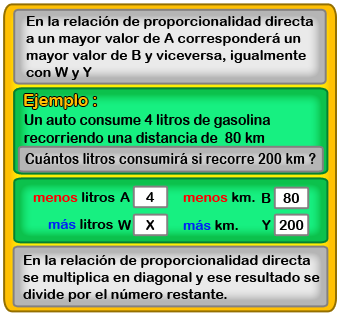 En la relación de proporcionalidad directa
a un mayor valor de A corresponderá un
mayor valor de B y viceversa, igualmente
con W y Y
Ejemplo :
Un auto consume 4 litros de gasolina
recorriendo una distancia de 80 km
Cuántos litros consumirá si recorre 200 km ?
menos litros A 4 menos km. B 80
más litros W X más km. Y 200
En la relación de proporcionalidad directa
se multiplica en diagonal y ese resultado se
divide por el número restante.